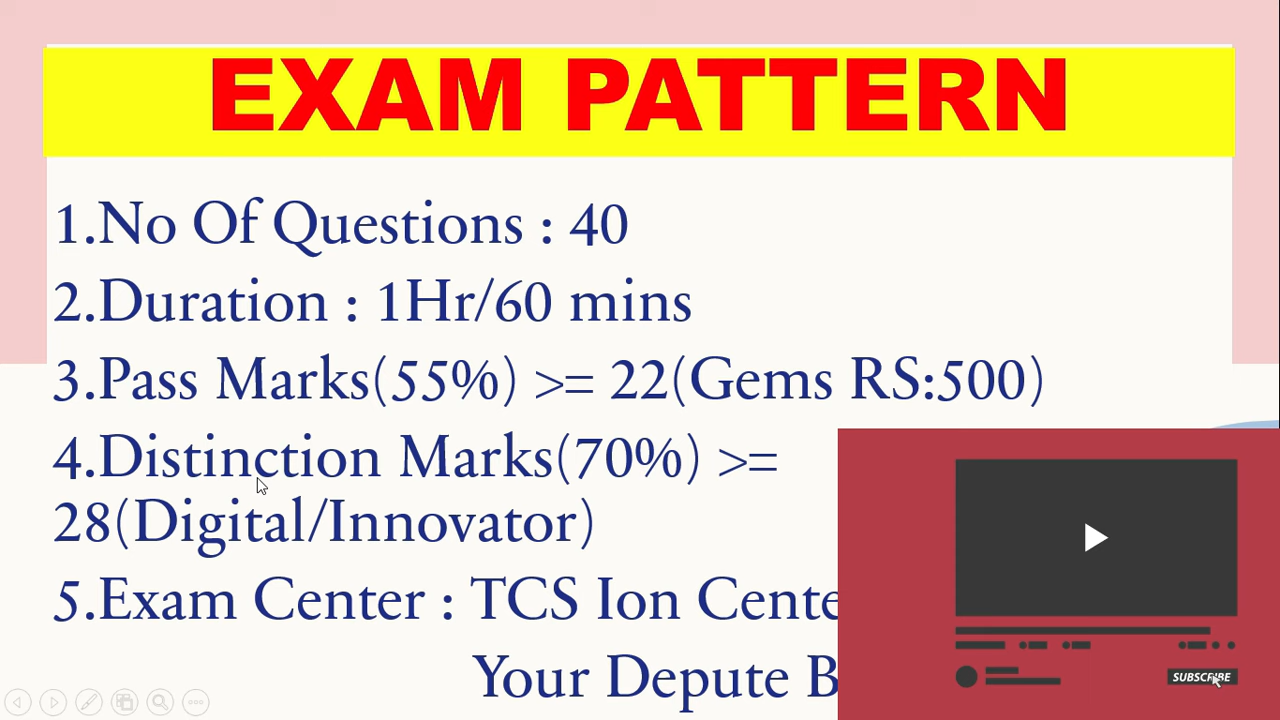 EXAM PATTERN
1.No Of Questions : 40
2.Duration : 1Hr/60 mins
3.Pass Marks(55%) >= 22(Gems RS:500)
4.Distinction Marks(70%) >=
28(Digital/Innovator)
5.Exam Center : TCS Ion
Your Depute
SUBSCRIBE